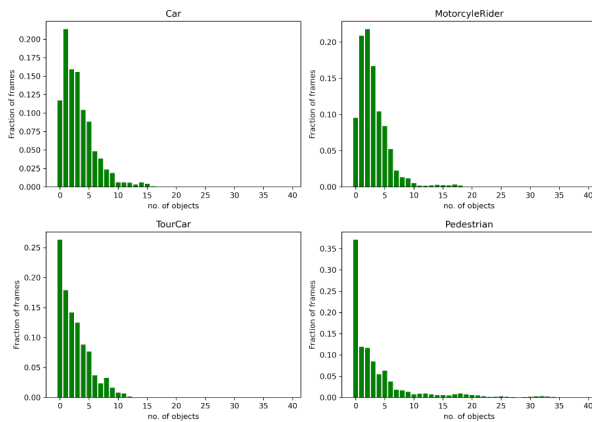 Car
Fraction of frames
0.200
0.175
0.150
0.125
0.100
0.075
0.050
0.025
0.000
0 5 10 15 20 25 30 35 40
no. of objects
MotorcyleRider
Fraction of frames
0.20
0.15
0.10
0.05
0.00
0 5 10 15 20 25 30 35 40
no. of objects
TourCar
Fraction of frames
0.25
0.20
0.15
0.10
0.05
0.00
0 5 10 15 20 25 30 35 40
no. of objects
Pedestrian
Fraction of frames
0.35
0.30
0.25
0.20
0.15
0.10
0.05
0.00
0 5 10 15 20 25 30 35 40
no. of objects